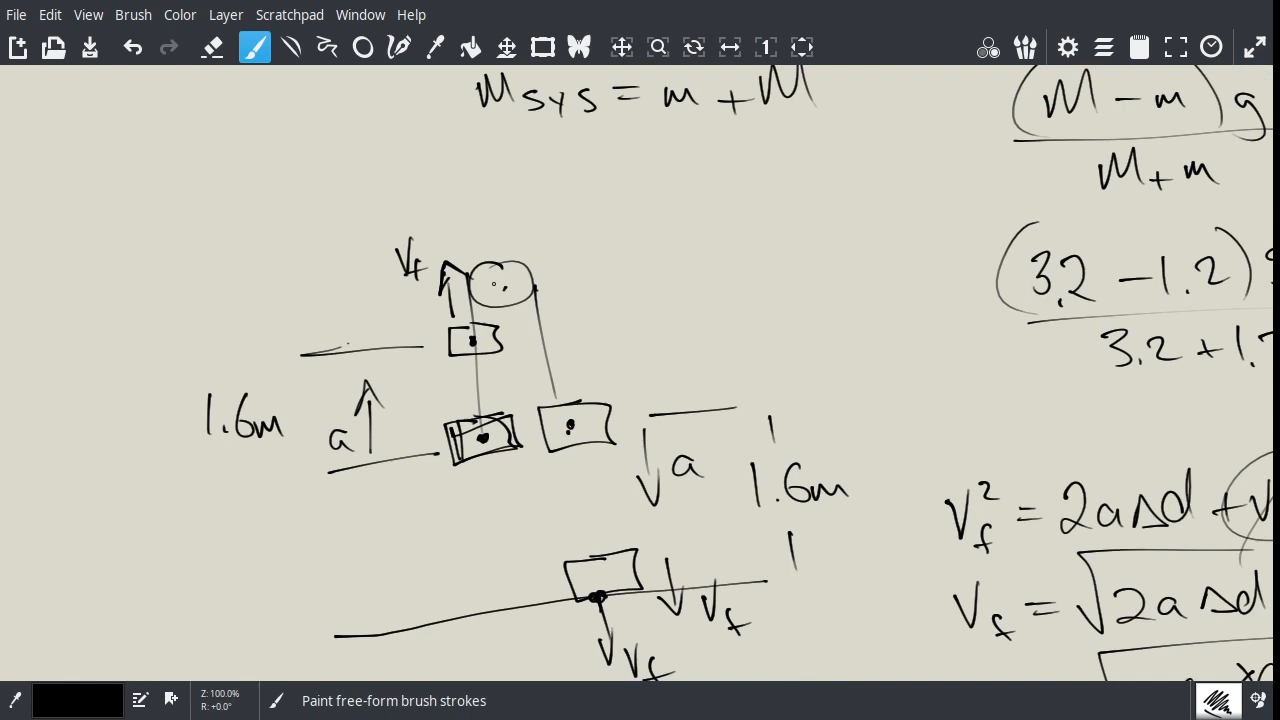 File Edit View Brush Color Layer Scratchpad Window Help
Msys = m + M
(M - m) g
M + m
Vf
(3.2 - 1.2)
3.2 + 1.
1.6m
a
a
1.6m
Vf² = 2aΔd + V
Vf = √2aΔd
Vf
Vf
Z: 100.0%
R: +0.0°
Paint free-form brush strokes